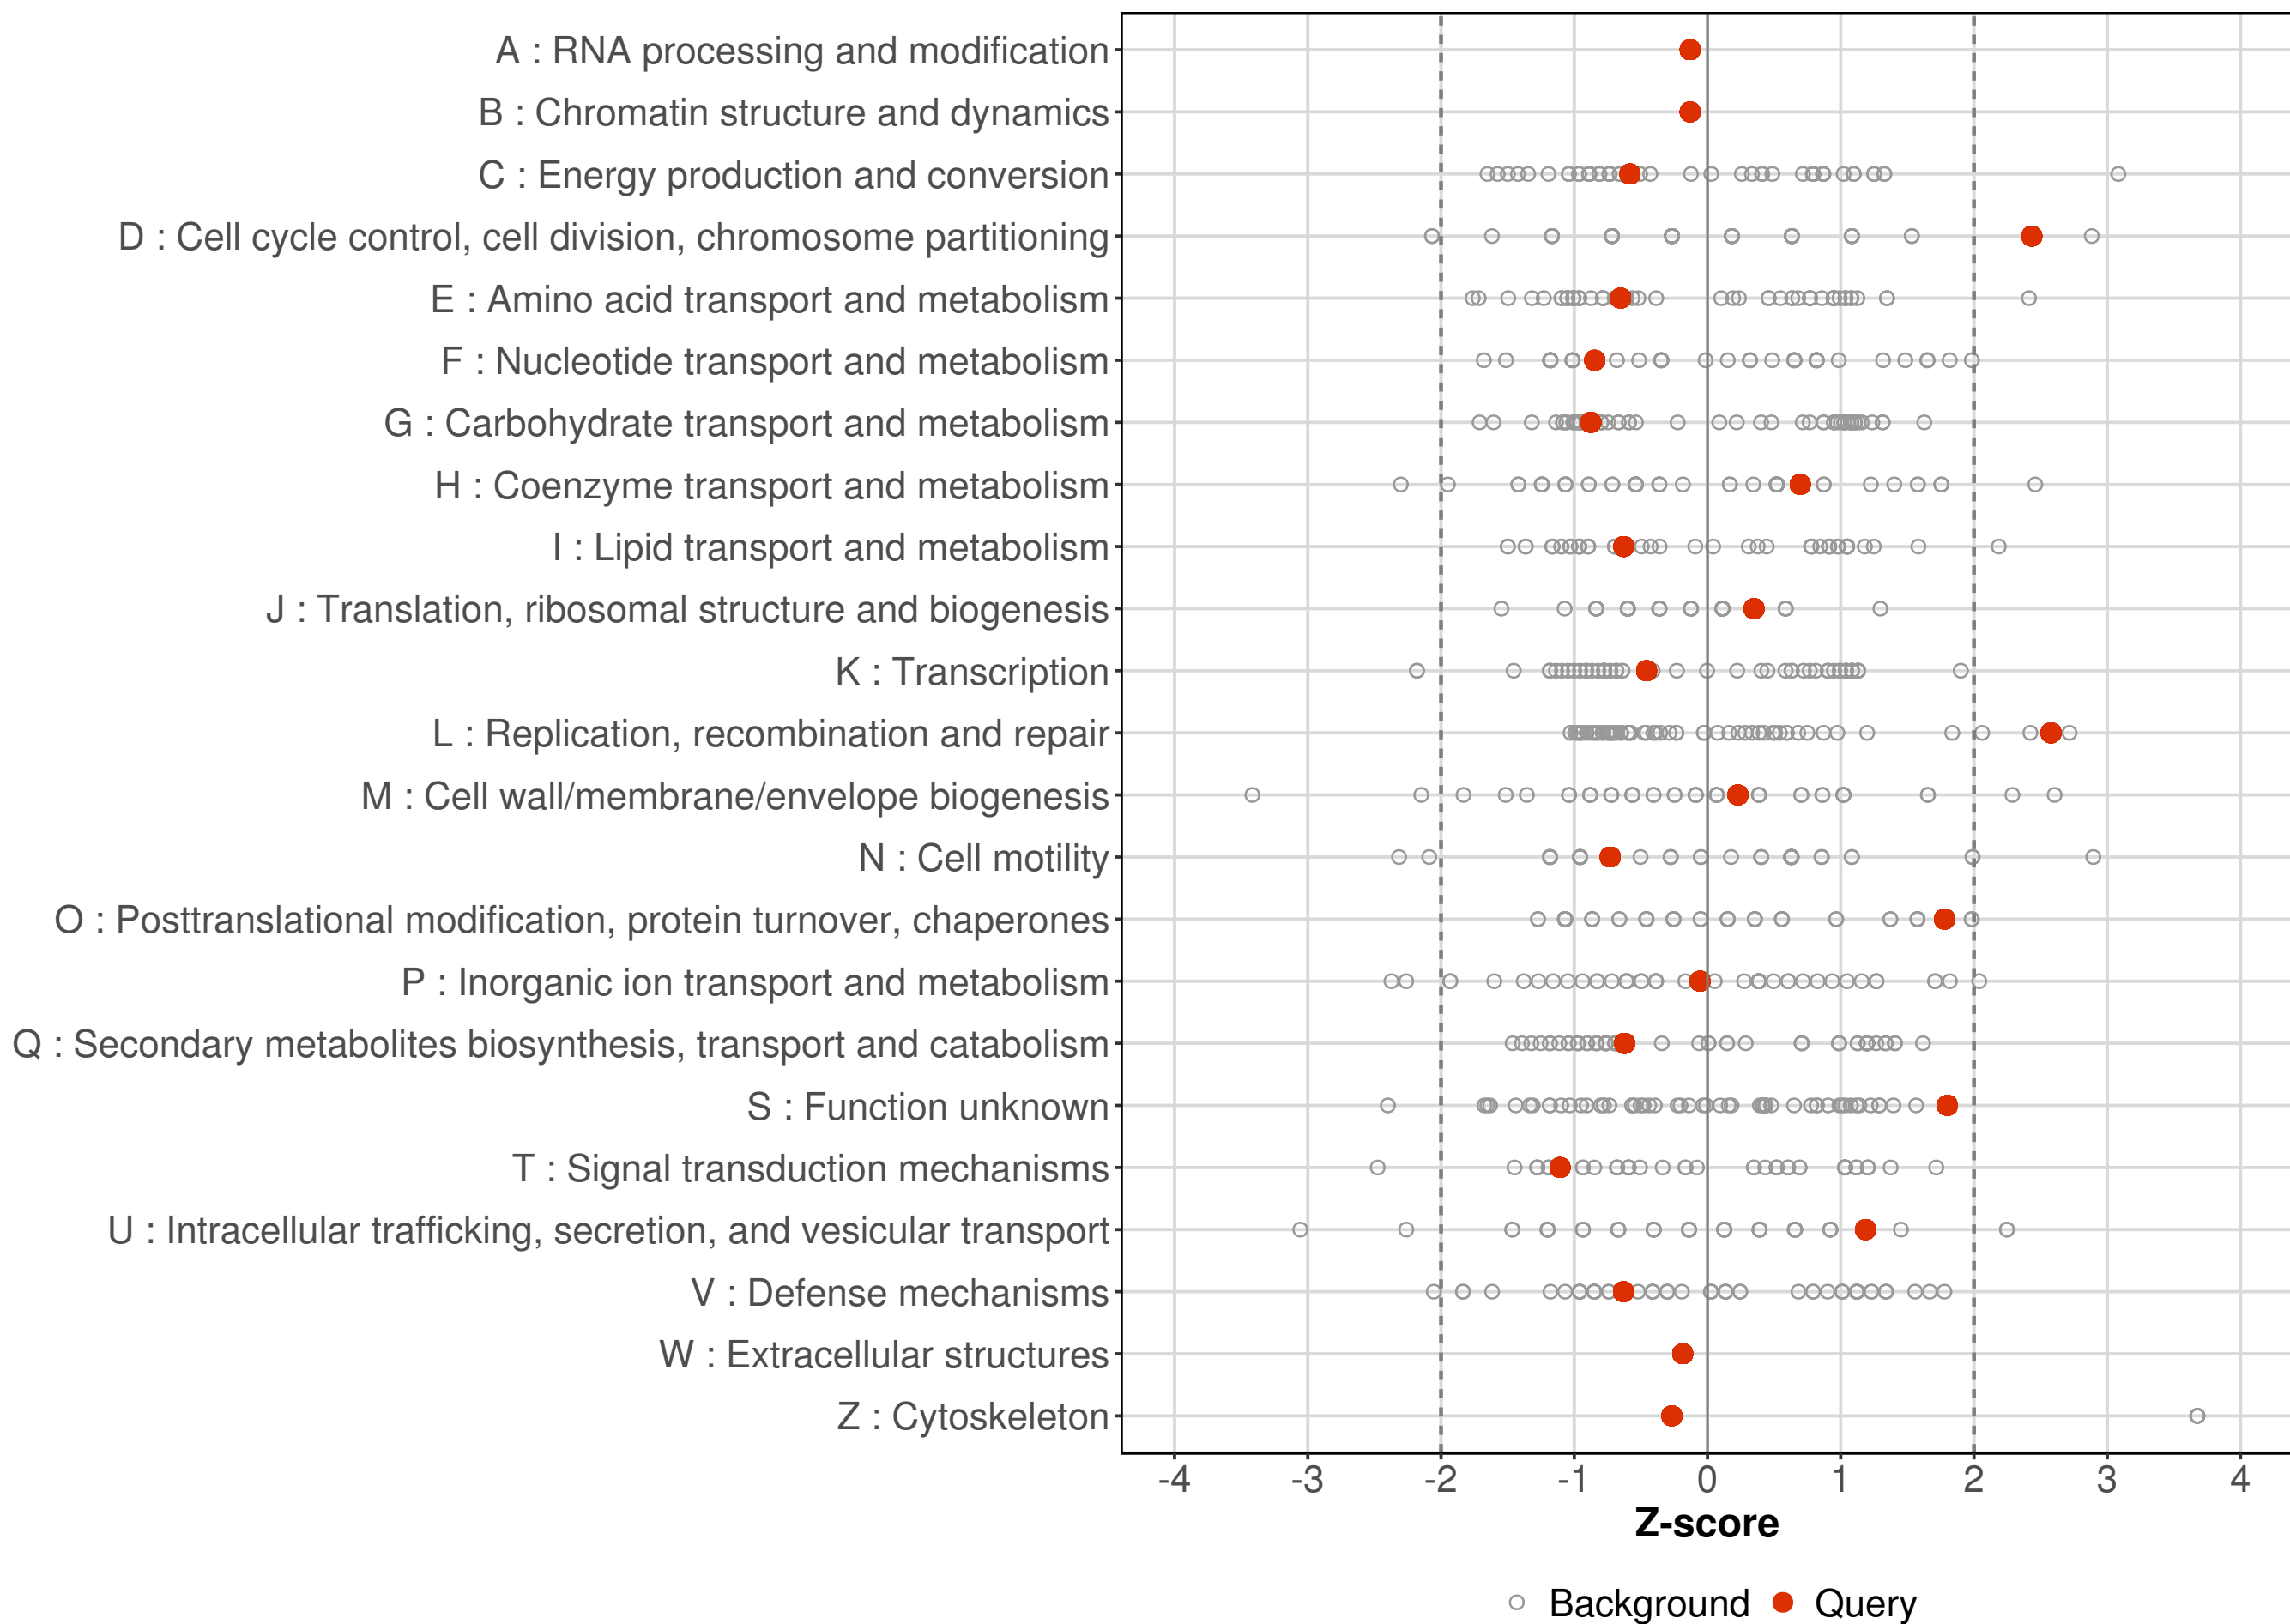 A : RNA processing and modification
B : Chromatin structure and dynamics
C : Energy production and conversion
D : Cell cycle control, cell division, chromosome partitioning
E : Amino acid transport and metabolism
F : Nucleotide transport and metabolism
G : Carbohydrate transport and metabolism
H : Coenzyme transport and metabolism
I : Lipid transport and metabolism
J : Translation, ribosomal structure and biogenesis
K : Transcription
L : Replication, recombination and repair
M : Cell wall/membrane/envelope biogenesis
N : Cell motility
O : Posttranslational modification, protein turnover, chaperones
P : Inorganic ion transport and metabolism
Q : Secondary metabolites biosynthesis, transport and catabolism
S : Function unknown
T : Signal transduction mechanisms
U : Intracellular trafficking, secretion, and vesicular transport
V : Defense mechanisms
W : Extracellular structures
Z : Cytoskeleton
-4 -3 -2 -1 0 1 2 3 4
Z-score
Background Query